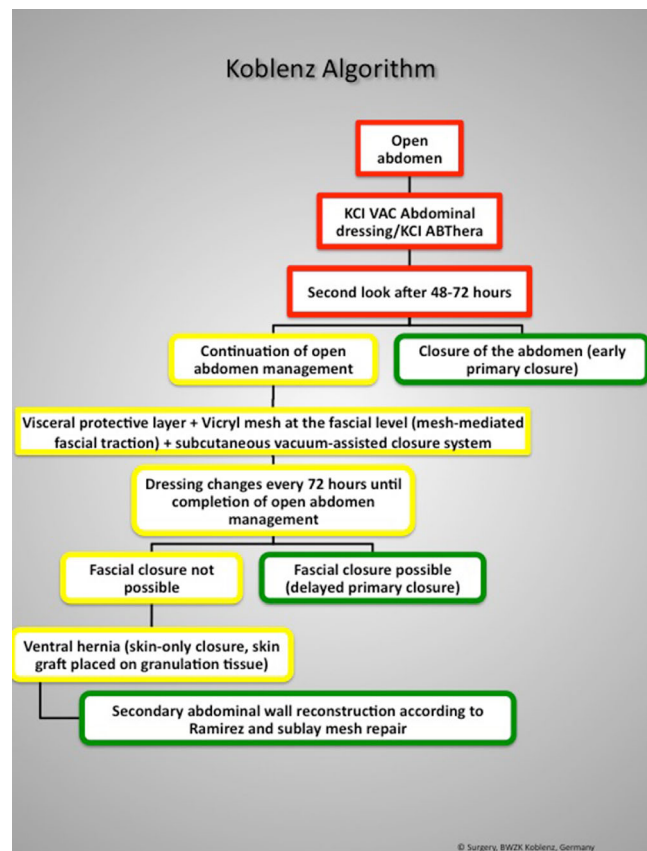 Koblenz Algorithm
Open
abdomen
KCI VAC Abdominal
dressing/KCI ABThera
Second look after 48-72 hours
Continuation of open
abdomen management
Closure of the abdomen (early
primary closure)
Visceral protective layer + Vicryl mesh at the fascial level (mesh-mediated
fascial traction) + subcutaneous vacuum-assisted closure system
Dressing changes every 72 hours until
completion of open abdomen
management
Fascial closure not
possible
Fascial closure possible
(delayed primary closure)
Ventral hernia (skin-only closure, skin
graft placed on granulation tissue)
Secondary abdominal wall reconstruction according to
Ramirez and sublay mesh repair
© Surgery, BWZK Koblenz, Germany